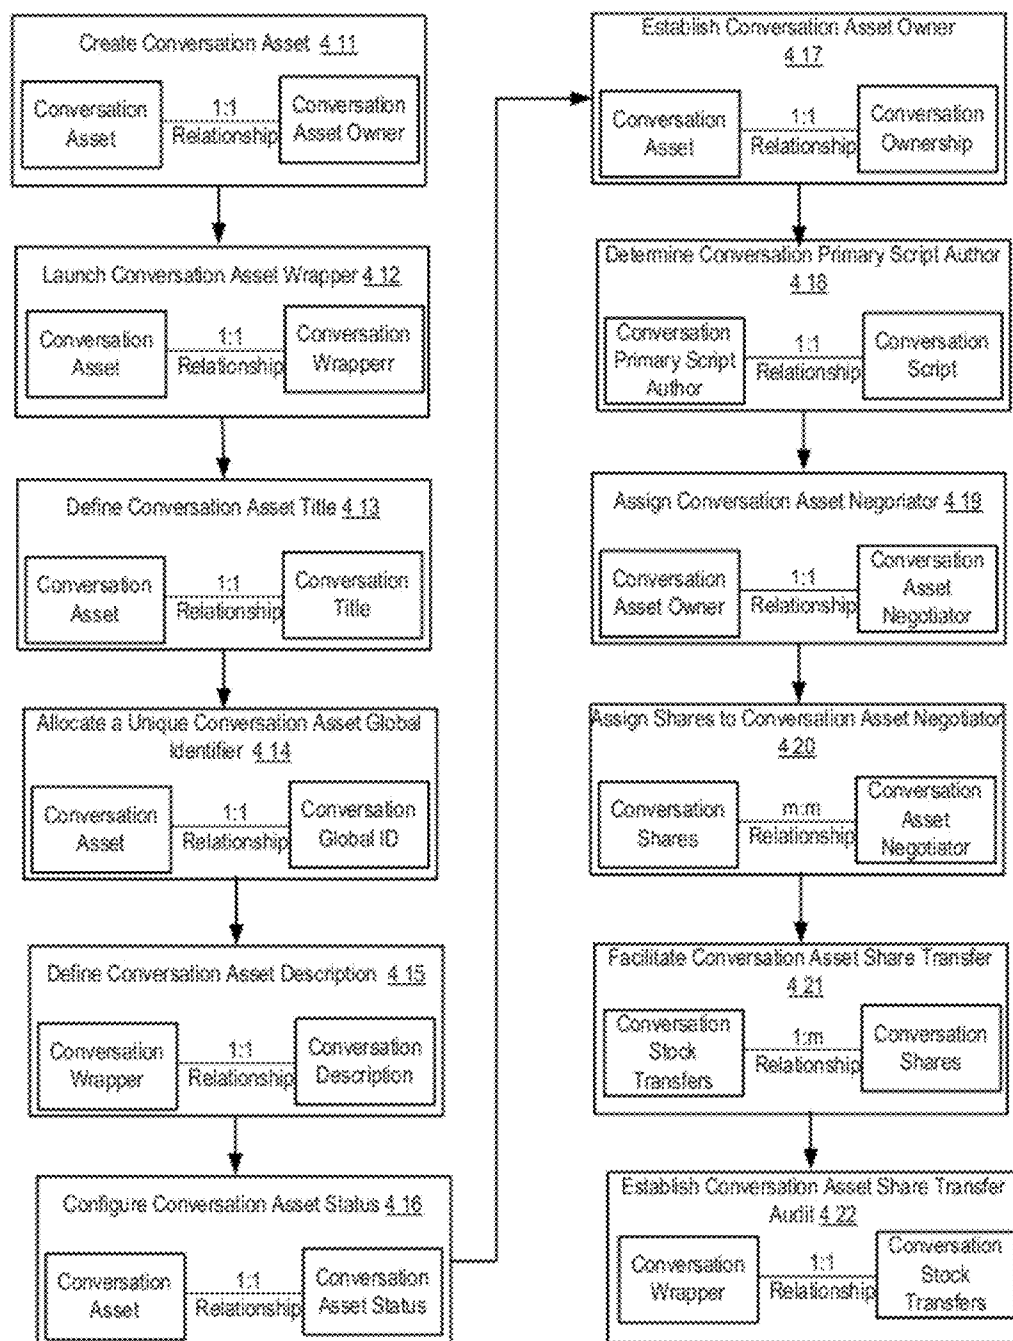 Create Conversation Asset 4.11
Conversation
Asset
1:1
Relationship
Conversation
Asset Owner
Launch Conversation Asset Wrapper 4.12
Conversation
Asset
1:1
Relationship
Conversation
Wrapperr
Define Conversation Asset Title 4.13
Conversation
Asset
1:1
Relationship
Conversation
Title
Allocate a Unique Conversation Asset Global
Identifier 4.14
Conversation
Asset
1:1
Relationship
Conversation
Global ID
Define Conversation Asset Description 4.15
Conversation
Wrapper
1:1
Relationship
Conversation
Description
Configure Conversation Asset Status 4.16
Conversation
Asset
1:1
Relationship
Conversation
Asset Status
Establish Conversation Asset Owner
4.17
Conversation
Asset
1:1
Relationship
Conversation
Ownership
Determine Conversation Primary Script Author
4.18
Conversation
Primary Script
Author
1:1
Relationship
Conversation
Script
Assign Conversation Asset Negoriator 4.19
Conversation
Asset Owner
1:1
Relationship
Conversation
Asset
Negotiator
Assign Shares to Conversation Asset Negotiator
4.20
Conversation
Shares
m:m
Relationship
Conversation
Asset
Negotiator
Facilitate Conversation Asset Share Transfer
4.21
Conversation
Stock
Transfers
1:m
Relationship
Conversation
Shares
Establish Conversation Asset Share Transfer
Audit 4.22
Conversation
Wrapper
1:1
Relationship
Conversation
Stock
Transfers